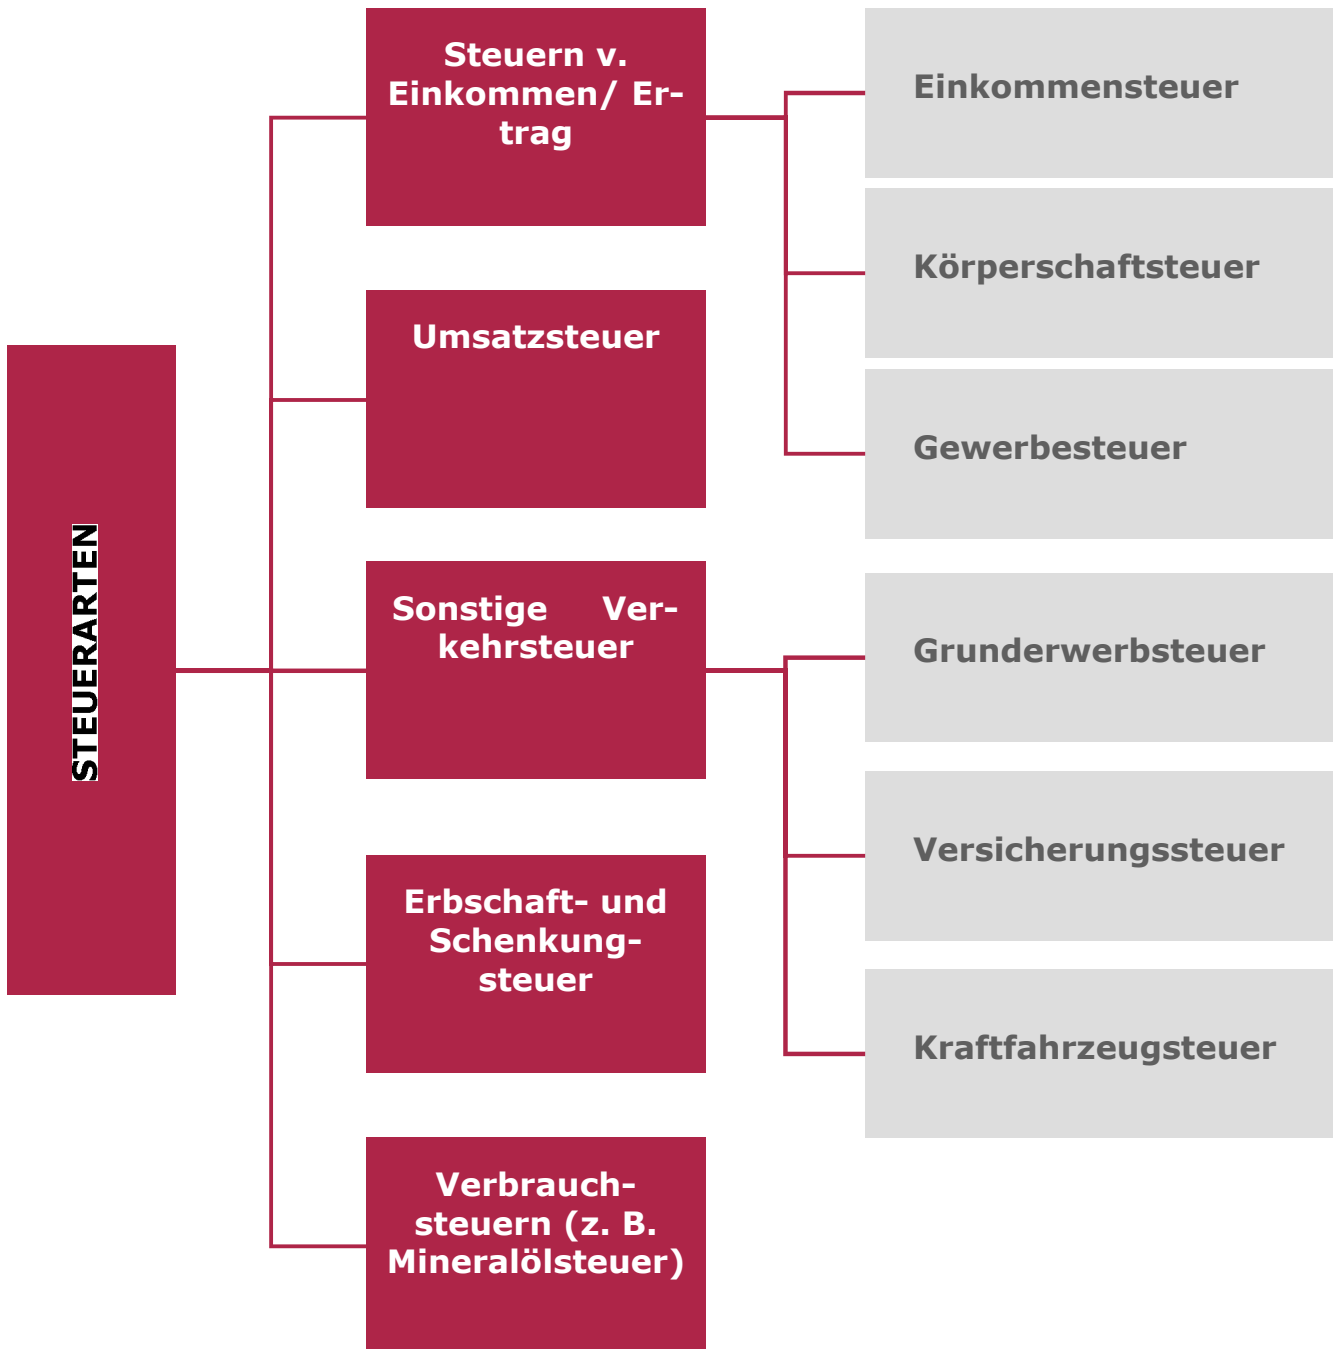 STEUERARTEN
Steuern v.
Einkommen/ Er-
trag
Einkommensteuer
Körperschaftsteuer
Gewerbesteuer
Umsatzsteuer
Sonstige Ver-
kehrsteuer
Grunderwerbsteuer
Versicherungssteuer
Kraftfahrzeugsteuer
Erbschaft- und
Schenkung-
steuer
Verbrauch-
steuern (z. B.
Mineralölsteuer)